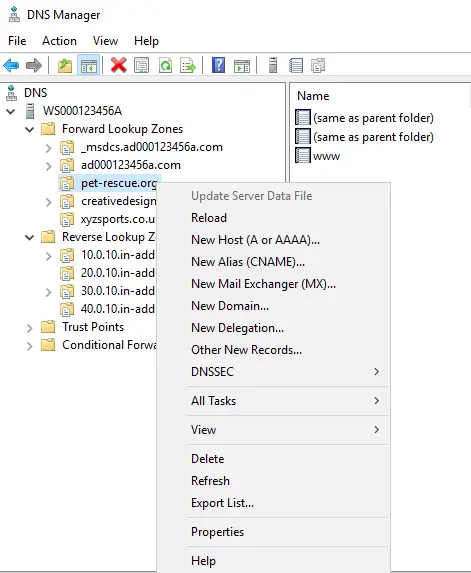 DNS Manager
File Action View Help
DNS
WS000123456A
Forward Lookup Zones
_msdcs.ad000123456a.com
ad000123456a.com
pet-rescue.org
creativedesign
xyzsports.co.u
Reverse Lookup Z
10.0.10.in-add
20.0.10.in-add
30.0.10.in-add
40.0.10.in-add
Trust Points
Conditional Forwa
Name
(same as parent folder)
(same as parent folder)
www
Update Server Data File
Reload
New Host (A or AAAA)...
New Alias (CNAME)...
New Mail Exchanger (MX)...
New Domain...
New Delegation...
Other New Records...
DNSSEC
All Tasks
View
Delete
Refresh
Export List...
Properties
Help